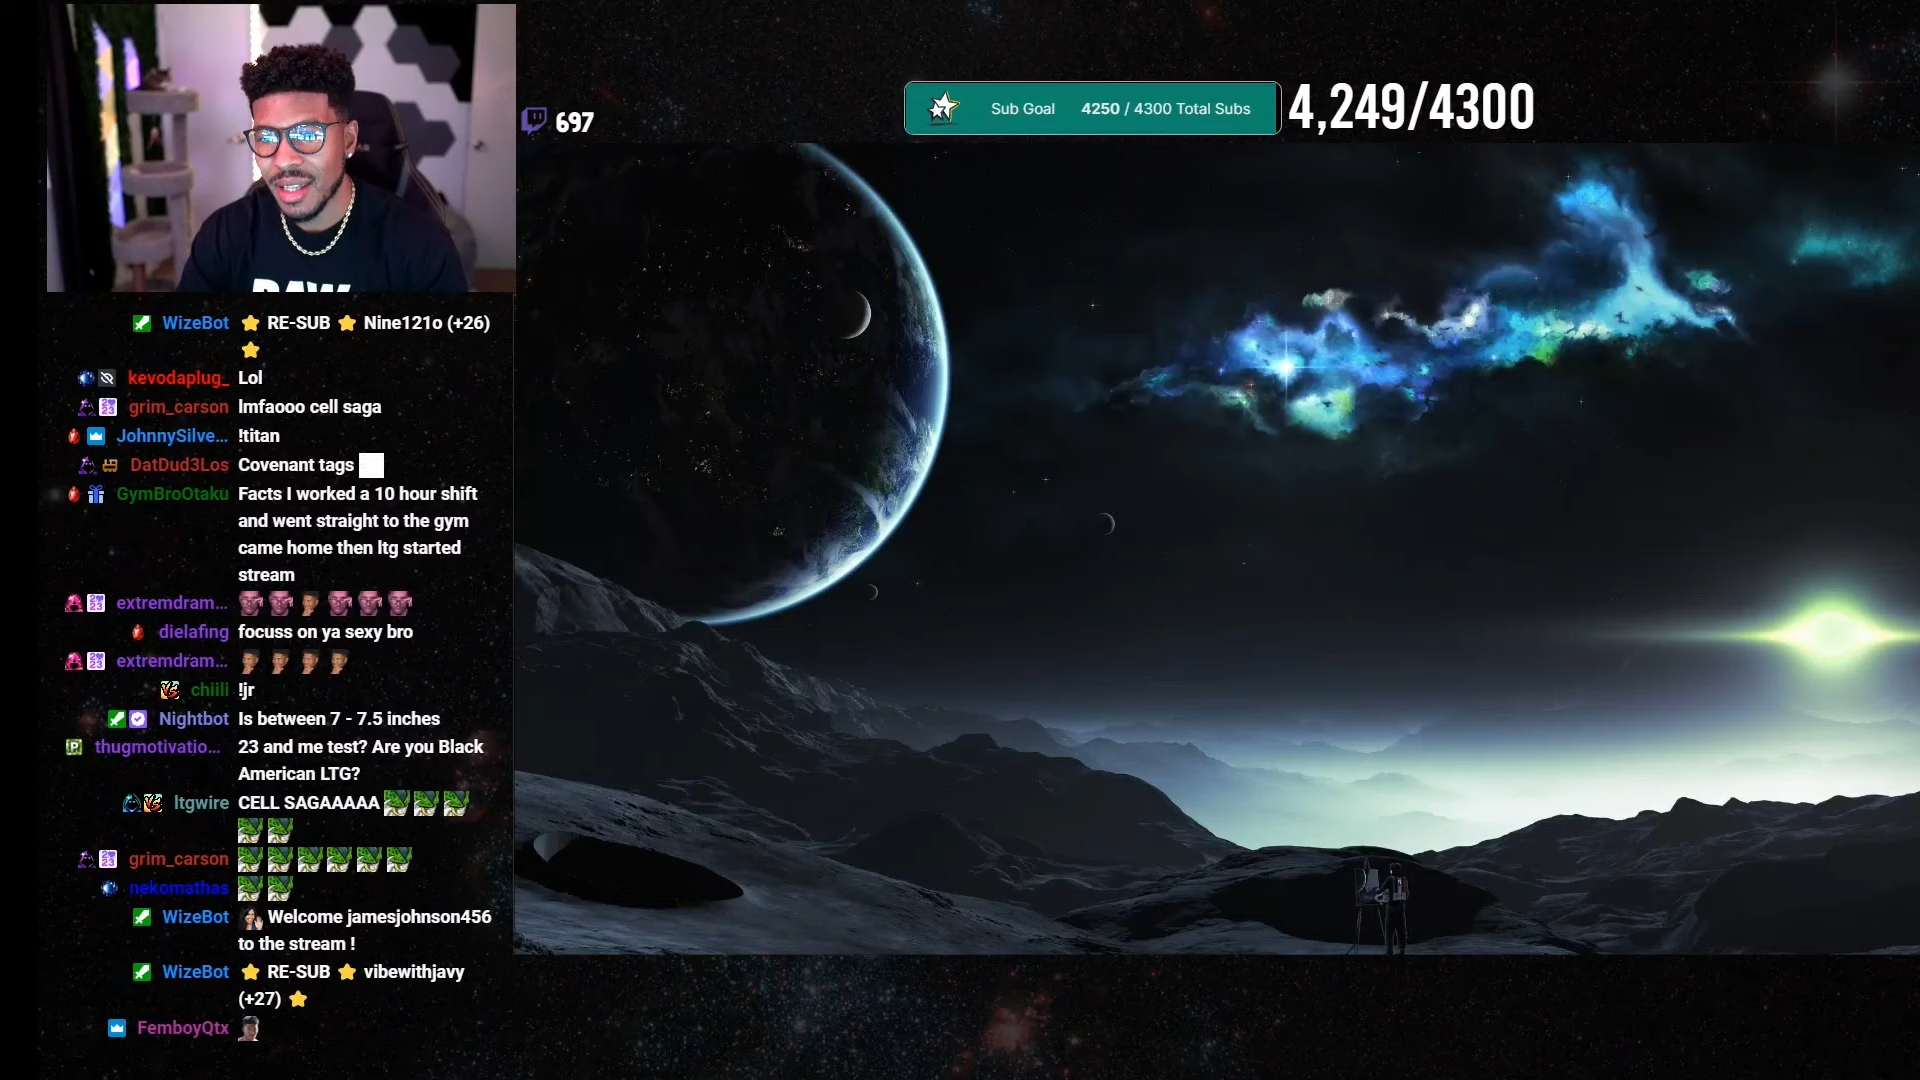 697
Sub Goal 4250 / 4300 Total Subs
4,249/4300
WizeBot RE-SUB Nine121o (+26)
kevodaplug_ Lol
grim_carson lmfaooo cell saga
JohnnySilve... !titan
DatDud3Los Covenant tags
GymBroOtaku Facts I worked a 10 hour shift
and went straight to the gym
came home then ltg started
stream
extremdram...
dielafing focuss on ya sexy bro
extremdram...
chiili !jr
Nightbot Is between 7 - 7.5 inches
thugmotivatio... 23 and me test? Are you Black
American LTG?
ltgwire CELL SAGAAAAA
grim_carson
nekomathas
WizeBot Welcome jamesjohnson456
to the stream !
WizeBot RE-SUB vibewithjavy
(+27)
FemboyQtx